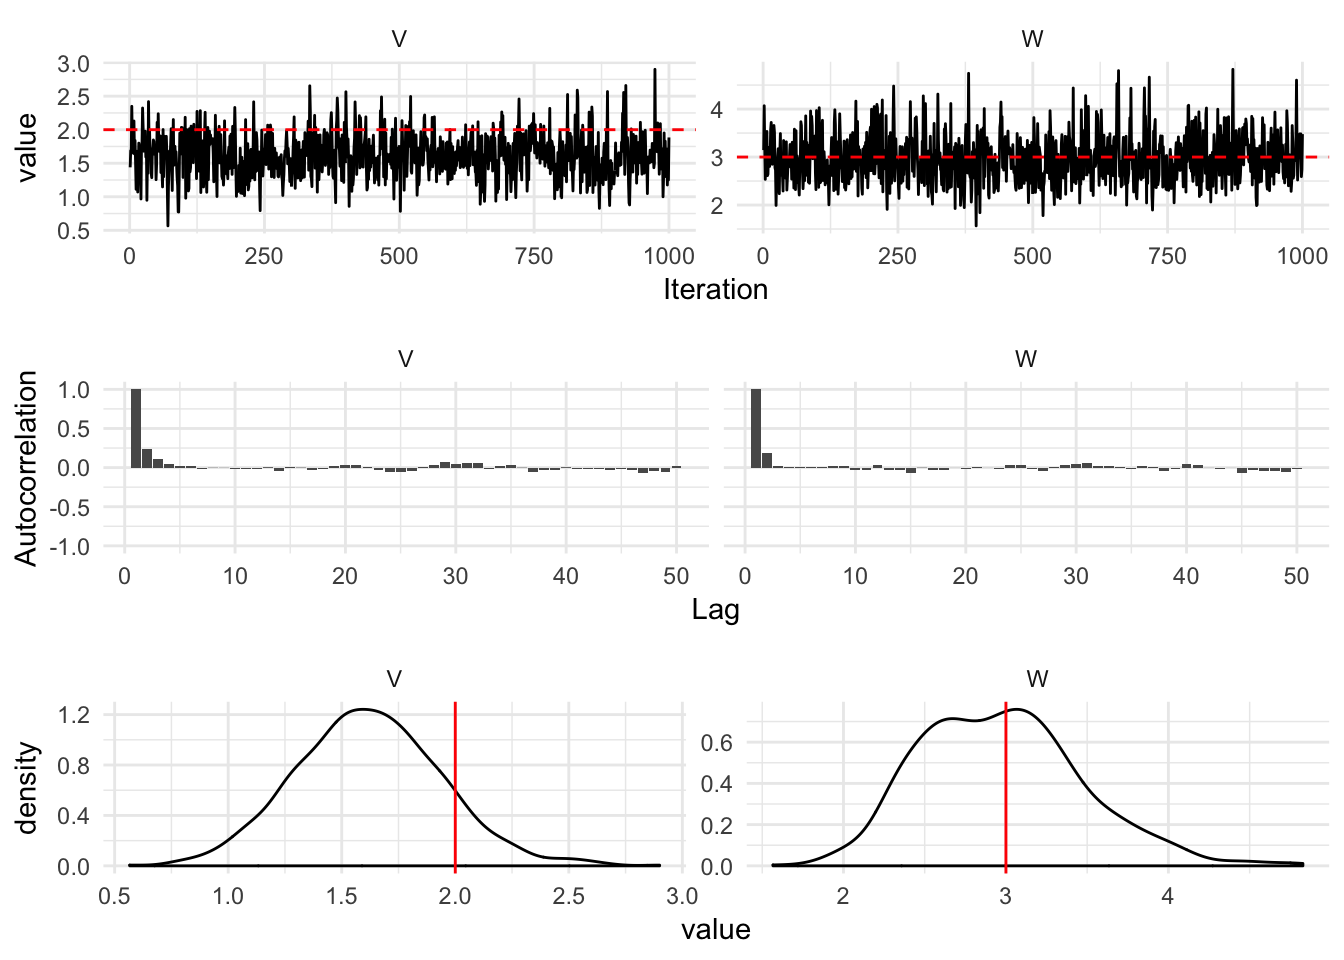 V W
value
3.0
2.5
2.0
1.5
1.0
0.5
4
3
2
0 250 500 750 1000 0 250 500 750 1000
Iteration
V W
Autocorrelation
1.0
0.5
0.0
-0.5
-1.0
0 10 20 30 40 50 0 10 20 30 40 50
Lag
V W
density
1.2
0.8
0.4
0.0
0.6
0.4
0.2
0.0
0.5 1.0 1.5 2.0 2.5 3.0 2 3 4
value